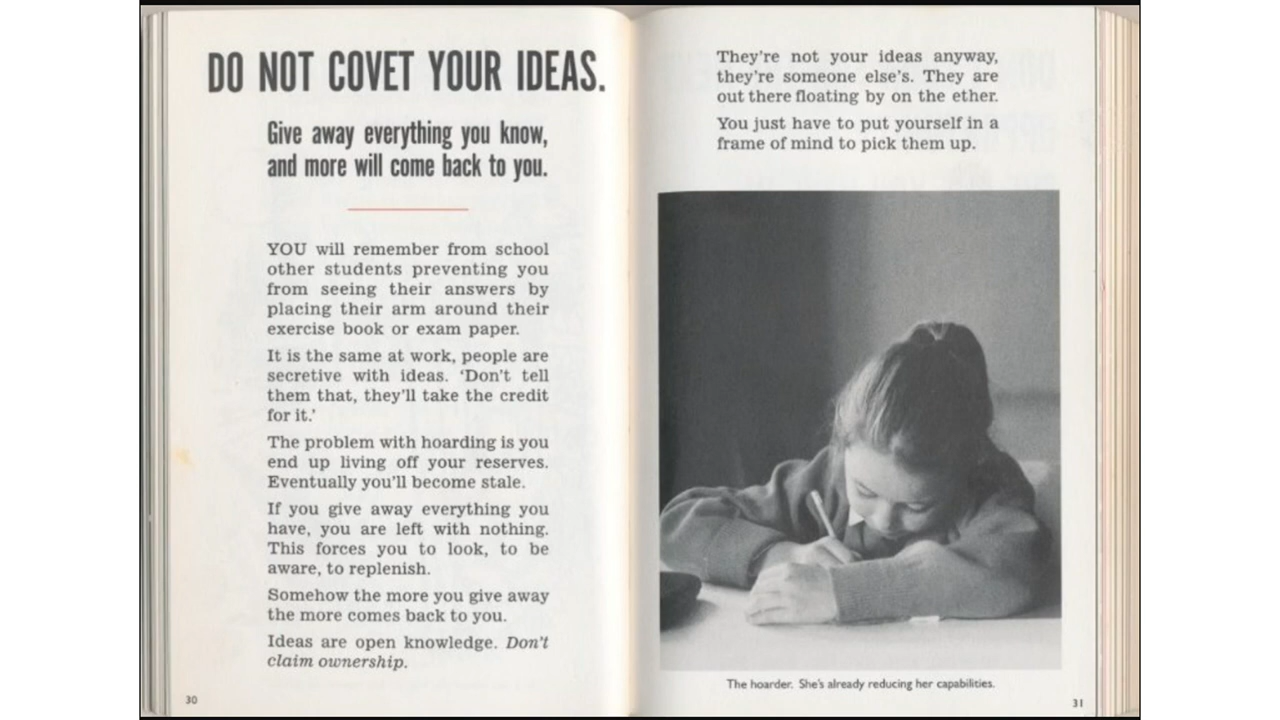 DO NOT COVET YOUR IDEAS.
Give away everything you know,
and more will come back to you.
YOU will remember from school
other students preventing you
from seeing their answers by
placing their arm around their
exercise book or exam paper.
It is the same at work, people are
secretive with ideas. ‘Don’t tell
them that, they’ll take the credit
for it.’
The problem with hoarding is you
end up living off your reserves.
Eventually you’ll become stale.
If you give away everything you
have, you are left with nothing.
This forces you to look, to be
aware, to replenish.
Somehow the more you give away
the more comes back to you.
Ideas are open knowledge. Don’t
claim ownership.
30
They’re not your ideas anyway,
they’re someone else’s. They are
out there floating by on the ether.
You just have to put yourself in a
frame of mind to pick them up.
The hoarder. She’s already reducing her capabilities.
31